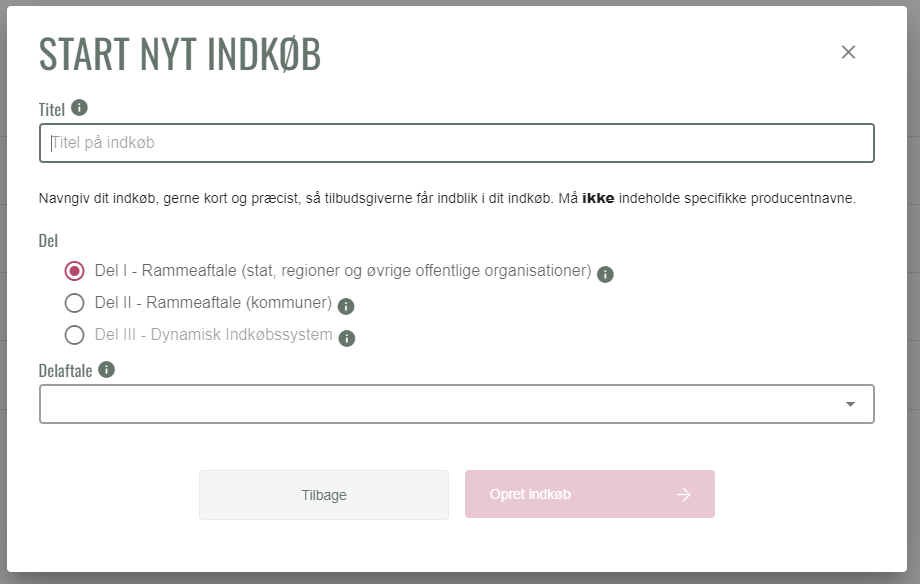 START NYT INDKØB
Titel
Titel på indkøb
Navngiv dit indkøb, gerne kort og præcist, så tilbudsgiverne får indblik i dit indkøb. Må ikke indeholde specifikke producentnavne.
Del
Del I - Rammeaftale (stat, regioner og øvrige offentlige organisationer)
Del II - Rammeaftale (kommuner)
Del III - Dynamisk Indkøbssystem
Delaftale
Tilbage
Opret indkøb